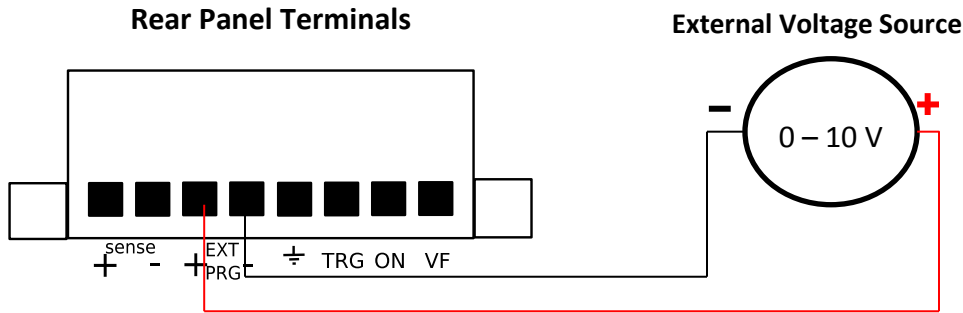 Rear Panel Terminals
External Voltage Source
- +
0 – 10 V
sense
+ - + EXT PRG - ⏚ TRG ON VF